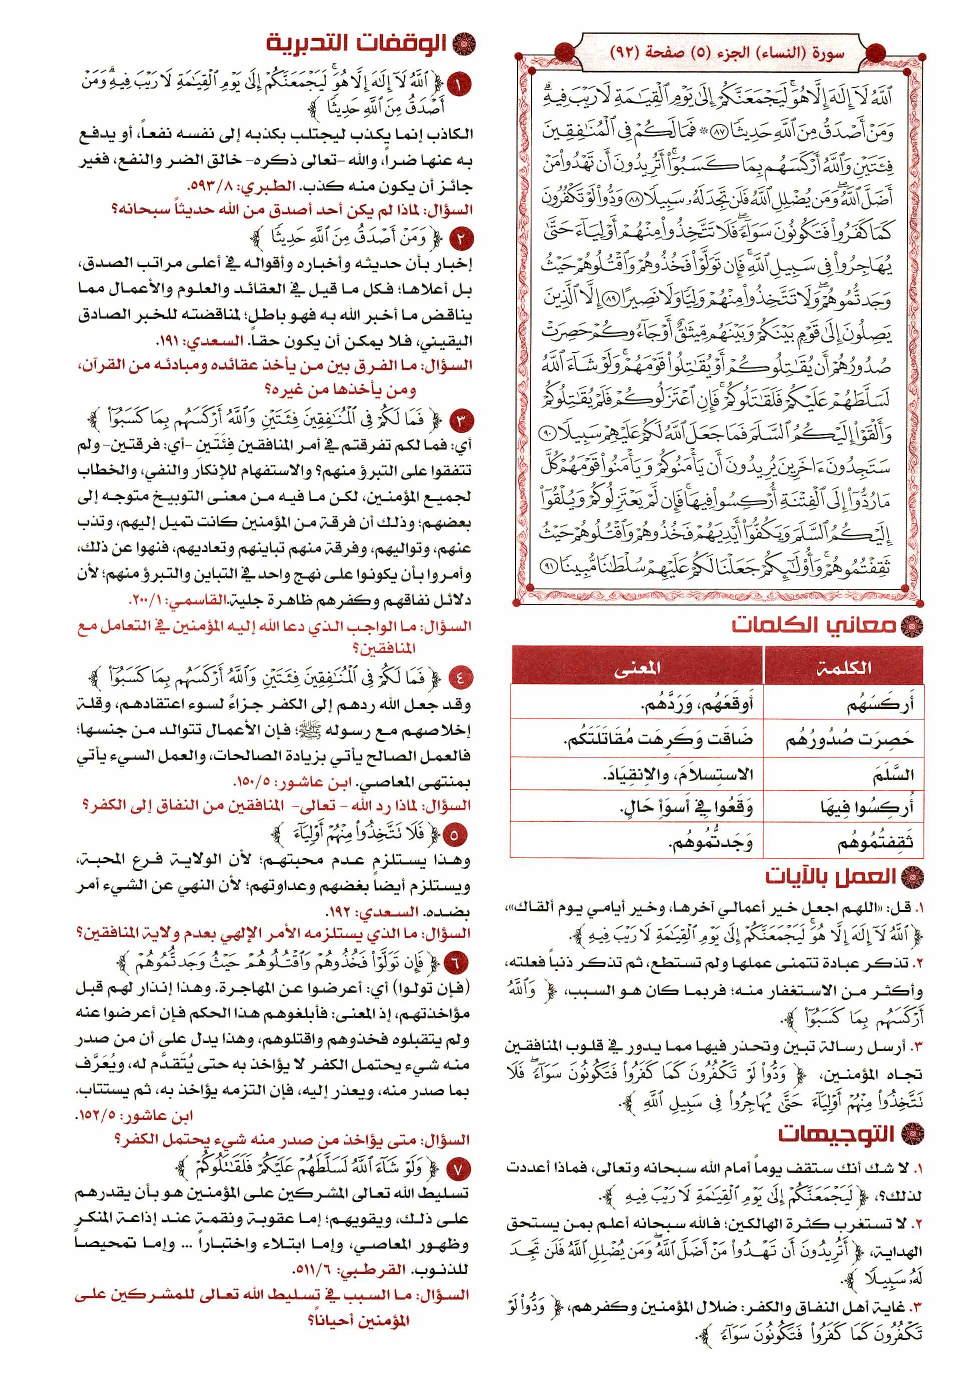 سورة (النساء) الجزء (٥) صفحة (٩٢)
ٱللَّهُ لَآ إِلَٰهَ إِلَّا هُوَۚ لَيَجْمَعَنَّكُمْ إِلَىٰ يَوْمِ ٱلْقِيَٰمَةِ لَا رَيْبَ فِيهِۗ
وَمَنْ أَصْدَقُ مِنَ ٱللَّهِ حَدِيثًا ٨٧ ۞ فَمَا لَكُمْ فِي ٱلْمُنَٰفِقِينَ
فِئَتَيْنِ وَٱللَّهُ أَرْكَسَهُم بِمَا كَسَبُوٓا۟ۚ أَتُرِيدُونَ أَن تَهْدُوا۟ مَنْ
أَضَلَّ ٱللَّهُۖ وَمَن يُضْلِلِ ٱللَّهُ فَلَن تَجِدَ لَهُۥ سَبِيلًا ٨٨ وَدُّوا۟ لَوْ تَكْفُرُونَ
كَمَا كَفَرُوا۟ فَتَكُونُونَ سَوَآءًۖ فَلَا تَتَّخِذُوا۟ مِنْهُمْ أَوْلِيَآءَ حَتَّىٰ
يُهَاجِرُوا۟ فِي سَبِيلِ ٱللَّهِۚ فَإِن تَوَلَّوْا۟ فَخُذُوهُمْ وَٱقْتُلُوهُمْ حَيْثُ
وَجَدتُّمُوهُمْۖ وَلَا تَتَّخِذُوا۟ مِنْهُمْ وَلِيًّا وَلَا نَصِيرًا ٨٩ إِلَّا ٱلَّذِينَ
يَصِلُونَ إِلَىٰ قَوْمٍۭ بَيْنَكُمْ وَبَيْنَهُم مِّيثَٰقٌ أَوْ جَآءُوكُمْ حَصِرَتْ
صُدُورُهُمْ أَن يُقَٰتِلُوكُمْ أَوْ يُقَٰتِلُوا۟ قَوْمَهُمْۚ وَلَوْ شَآءَ ٱللَّهُ
لَسَلَّطَهُمْ عَلَيْكُمْ فَلَقَٰتَلُوكُمْۚ فَإِنِ ٱعْتَزَلُوكُمْ فَلَمْ يُقَٰتِلُوكُمْ
وَأَلْقَوْا۟ إِلَيْكُمُ ٱلسَّلَمَ فَمَا جَعَلَ ٱللَّهُ لَكُمْ عَلَيْهِمْ سَبِيلًا ٩٠
سَتَجِدُونَ ءَاخَرِينَ يُرِيدُونَ أَن يَأْمَنُوكُمْ وَيَأْمَنُوا۟ قَوْمَهُمْ كُلَّ
مَا رُدُّوٓا۟ إِلَى ٱلْفِتْنَةِ أُرْكِسُوا۟ فِيهَاۚ فَإِن لَّمْ يَعْتَزِلُوكُمْ وَيُلْقُوٓا۟
إِلَيْكُمُ ٱلسَّلَمَ وَيَكُفُّوٓا۟ أَيْدِيَهُمْ فَخُذُوهُمْ وَٱقْتُلُوهُمْ حَيْثُ
ثَقِفْتُمُوهُمْۚ وَأُو۟لَٰٓئِكُمْ جَعَلْنَا لَكُمْ عَلَيْهِمْ سُلْطَٰنًا مُّبِينًا ٩١
معاني الكلمات
الكلمة المعنى
أَركَسَهُم أَوقَعَهُم، وَرَدَّهُم.
حَصِرَت صُدُورُهُم ضَاقَت وَكَرِهَت مُقَاتَلَتَكُم.
السَّلَمَ الاستِسلَامَ، وَالانقِيَادَ.
أُركِسُوا فِيهَا وَقَعُوا فِي أَسوَإِ حَالٍ.
ثَقِفتُمُوهُم وَجَدتُّمُوهُم.
العمل بالآيات
١. قل: «اللهم اجعل خير أعمالي آخرها، وخير أيامي يوم ألقاك»،
﴿ ٱللَّهُ لَآ إِلَٰهَ إِلَّا هُوَۚ لَيَجْمَعَنَّكُمْ إِلَىٰ يَوْمِ ٱلْقِيَٰمَةِ لَا رَيْبَ فِيهِ ﴾.
٢. تذكر عبادة تتمنى عملها ولم تستطع، ثم تذكر ذنباً فعلته،
وأكثر من الاستغفار منه؛ فربما كان هو السبب، ﴿ وَٱللَّهُ
أَرْكَسَهُم بِمَا كَسَبُوٓا۟ ﴾.
٣. أرسل رسالة تبين وتحذر فيها مما يدور في قلوب المنافقين
تجاه المؤمنين، ﴿ وَدُّوا۟ لَوْ تَكْفُرُونَ كَمَا كَفَرُوا۟ فَتَكُونُونَ سَوَآءًۖ فَلَا
تَتَّخِذُوا۟ مِنْهُمْ أَوْلِيَآءَ حَتَّىٰ يُهَاجِرُوا۟ فِي سَبِيلِ ٱللَّهِ ﴾.
التوجيهات
١. لا شك أنك ستقف يوماً أمام الله سبحانه وتعالى، فماذا أعددت
لذلك؟، ﴿ لَيَجْمَعَنَّكُمْ إِلَىٰ يَوْمِ ٱلْقِيَٰمَةِ لَا رَيْبَ فِيهِ ﴾.
٢. لا تستغرب كثرة الهالكين؛ فالله سبحانه أعلم بمن يستحق
الهداية، ﴿ أَتُرِيدُونَ أَن تَهْدُوا۟ مَنْ أَضَلَّ ٱللَّهُۖ وَمَن يُضْلِلِ ٱللَّهُ فَلَن تَجِدَ
لَهُۥ سَبِيلًا ﴾.
٣. غاية أهل النفاق والكفر: ضلال المؤمنين وكفرهم، ﴿ وَدُّوا۟ لَوْ
تَكْفُرُونَ كَمَا كَفَرُوا۟ فَتَكُونُونَ سَوَآءً ﴾.
الوقفات التدبرية
١ ﴿ ٱللَّهُ لَآ إِلَٰهَ إِلَّا هُوَۚ لَيَجْمَعَنَّكُمْ إِلَىٰ يَوْمِ ٱلْقِيَٰمَةِ لَا رَيْبَ فِيهِۗ وَمَنْ
أَصْدَقُ مِنَ ٱللَّهِ حَدِيثًا ﴾
الكاذب إنما يكذب ليجتلب بكذبه إلى نفسه نفعاً، أو يدفع
به عنها ضراً، والله -تعالى ذكره- خالق الضر والنفع، فغير
جائز أن يكون منه كذب. الطبري: ٥٩٣/٨.
السؤال: لماذا لم يكن أحد أصدق من الله حديثاً سبحانه؟
٢ ﴿ وَمَنْ أَصْدَقُ مِنَ ٱللَّهِ حَدِيثًا ﴾
إخبار بأن حديثه وأخباره وأقواله في أعلى مراتب الصدق،
بل أعلاها؛ فكل ما قيل في العقائد والعلوم والأعمال مما
يناقض ما أخبر الله به فهو باطل؛ لمناقضته للخبر الصادق
اليقيني، فلا يمكن أن يكون حقاً. السعدي: ١٩١.
السؤال: ما الفرق بين من يأخذ عقائده ومبادئه من القرآن،
ومن يأخذها من غيره؟
٣ ﴿ فَمَا لَكُمْ فِي ٱلْمُنَٰفِقِينَ فِئَتَيْنِ وَٱللَّهُ أَرْكَسَهُم بِمَا كَسَبُوٓا۟ ﴾
أي: فما لكم تفرقتم في أمر المنافقين فِئَتَينِ -أي: فرقتين- ولم
تتفقوا على التبرؤ منهم؟ والاستفهام للإنكار والنفي، والخطاب
لجميع المؤمنين، لكن ما فيه من معنى التوبيخ متوجه إلى
بعضهم؛ وذلك أن فرقة من المؤمنين كانت تميل إليهم، وتذب
عنهم، وتواليهم، وفرقة منهم تباينهم وتعاديهم، فنهوا عن ذلك،
وأمروا بأن يكونوا على نهج واحد في التباين والتبرؤ منهم؛ لأن
دلائل نفاقهم وكفرهم ظاهرة جلية. القاسمي: ٢٠٠/١.
السؤال: ما الواجب الذي دعا الله إليه المؤمنين في التعامل مع
المنافقين؟
٤ ﴿ فَمَا لَكُمْ فِي ٱلْمُنَٰفِقِينَ فِئَتَيْنِ وَٱللَّهُ أَرْكَسَهُم بِمَا كَسَبُوٓا۟ ﴾
وقد جعل الله ردهم إلى الكفر جزاءً لسوء اعتقادهم، وقلة
إخلاصهم مع رسوله ﷺ؛ فإن الأعمال تتوالد من جنسها؛
فالعمل الصالح يأتي بزيادة الصالحات، والعمل السيء يأتي
بمنتهى المعاصي. ابن عاشور: ١٥٠/٥.
السؤال: لماذا رد الله - تعالى- المنافقين من النفاق إلى الكفر؟
٥ ﴿ فَلَا تَتَّخِذُوا۟ مِنْهُمْ أَوْلِيَآءَ ﴾
وهذا يستلزم عدم محبتهم؛ لأن الولاية فرع المحبة،
ويستلزم أيضاً بغضهم وعداوتهم؛ لأن النهي عن الشيء أمر
بضده. السعدي: ١٩٢.
السؤال: ما الذي يستلزمه الأمر الإلهي بعدم ولاية المنافقين؟
٦ ﴿ فَإِن تَوَلَّوْا۟ فَخُذُوهُمْ وَٱقْتُلُوهُمْ حَيْثُ وَجَدتُّمُوهُمْ ﴾
(فإن تولوا) أي: أعرضوا عن المهاجرة. وهذا إنذار لهم قبل
مؤاخذتهم، إذ المعنى: فأبلغوهم هذا الحكم فإن أعرضوا عنه
ولم يتقبلوه فخذوهم واقتلوهم، وهذا يدل على أن من صدر
منه شيء يحتمل الكفر لا يؤاخذ به حتى يُتَقدَّم له، ويُعَرَّف
بما صدر منه، ويعذر إليه، فإن التزمه يؤاخذ به، ثم يستتاب.
ابن عاشور: ١٥٢/٥.
السؤال: متى يؤاخذ من صدر منه شيء يحتمل الكفر؟
٧ ﴿ وَلَوْ شَآءَ ٱللَّهُ لَسَلَّطَهُمْ عَلَيْكُمْ فَلَقَٰتَلُوكُمْ ﴾
تسليط الله تعالى المشركين على المؤمنين هو بأن يقدرهم
على ذلك، ويقويهم؛ إما عقوبة ونقمة عند إذاعة المنكر
وظهور المعاصي، وإما ابتلاء واختباراً ... وإما تمحيصاً
للذنوب. القرطبي: ٥١١/٦.
السؤال: ما السبب في تسليط الله تعالى للمشركين على
المؤمنين أحياناً؟